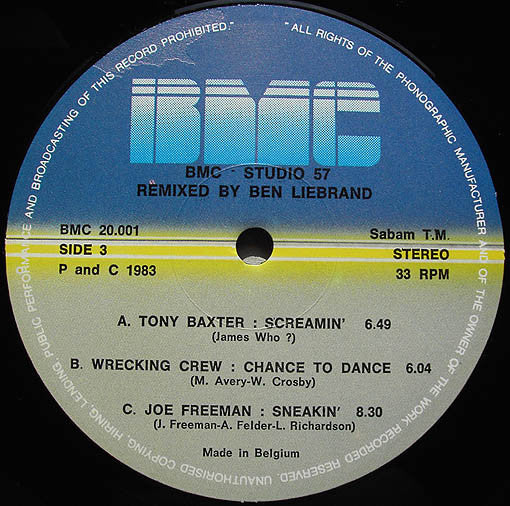 "ALL RIGHTS OF THE PHONOGRAPHIC MANUFACTURER AND OF THE OWNER OF THE WORK RECORDED RESERVED. UNAUTHORISED COPYING, HIRING, LENDING, PUBLIC PERFORMANCE AND BROADCASTING OF THIS RECORD PROHIBITED."
BMC
BMC - STUDIO 57
REMIXED BY BEN LIEBRAND
BMC 20.001 Sabam T.M.
SIDE 3 STEREO
P and C 1983 33 RPM
A. TONY BAXTER : SCREAMIN' 6.49
(James Who ?)
B. WRECKING CREW : CHANCE TO DANCE 6.04
(M. Avery-W. Crosby)
C. JOE FREEMAN : SNEAKIN' 8.30
(J. Freeman-A. Felder-L. Richardson)
Made in Belgium